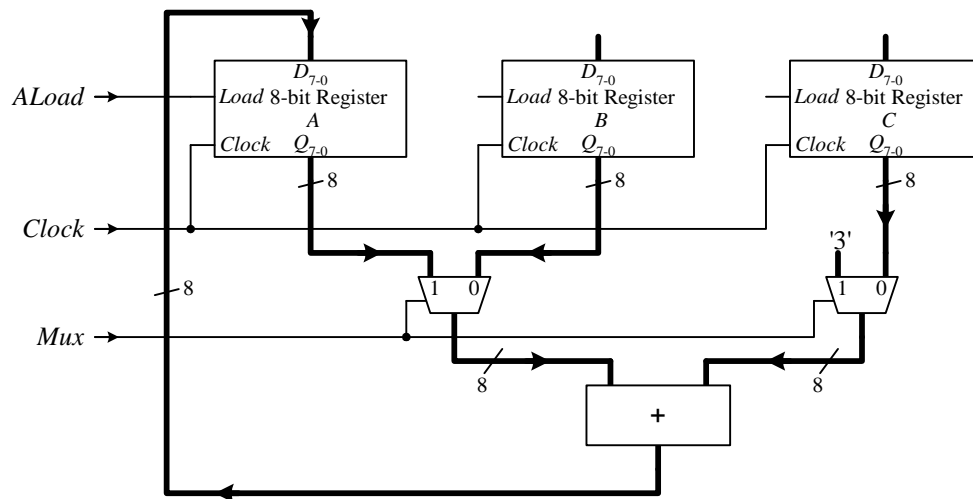 D7-0 D7-0 D7-0
ALoad Load 8-bit Register Load 8-bit Register Load 8-bit Register
A B C
Clock Q7-0 Clock Q7-0 Clock Q7-0
8 8 8
Clock
'3'
8 1 0 1 0
Mux
8 8
+